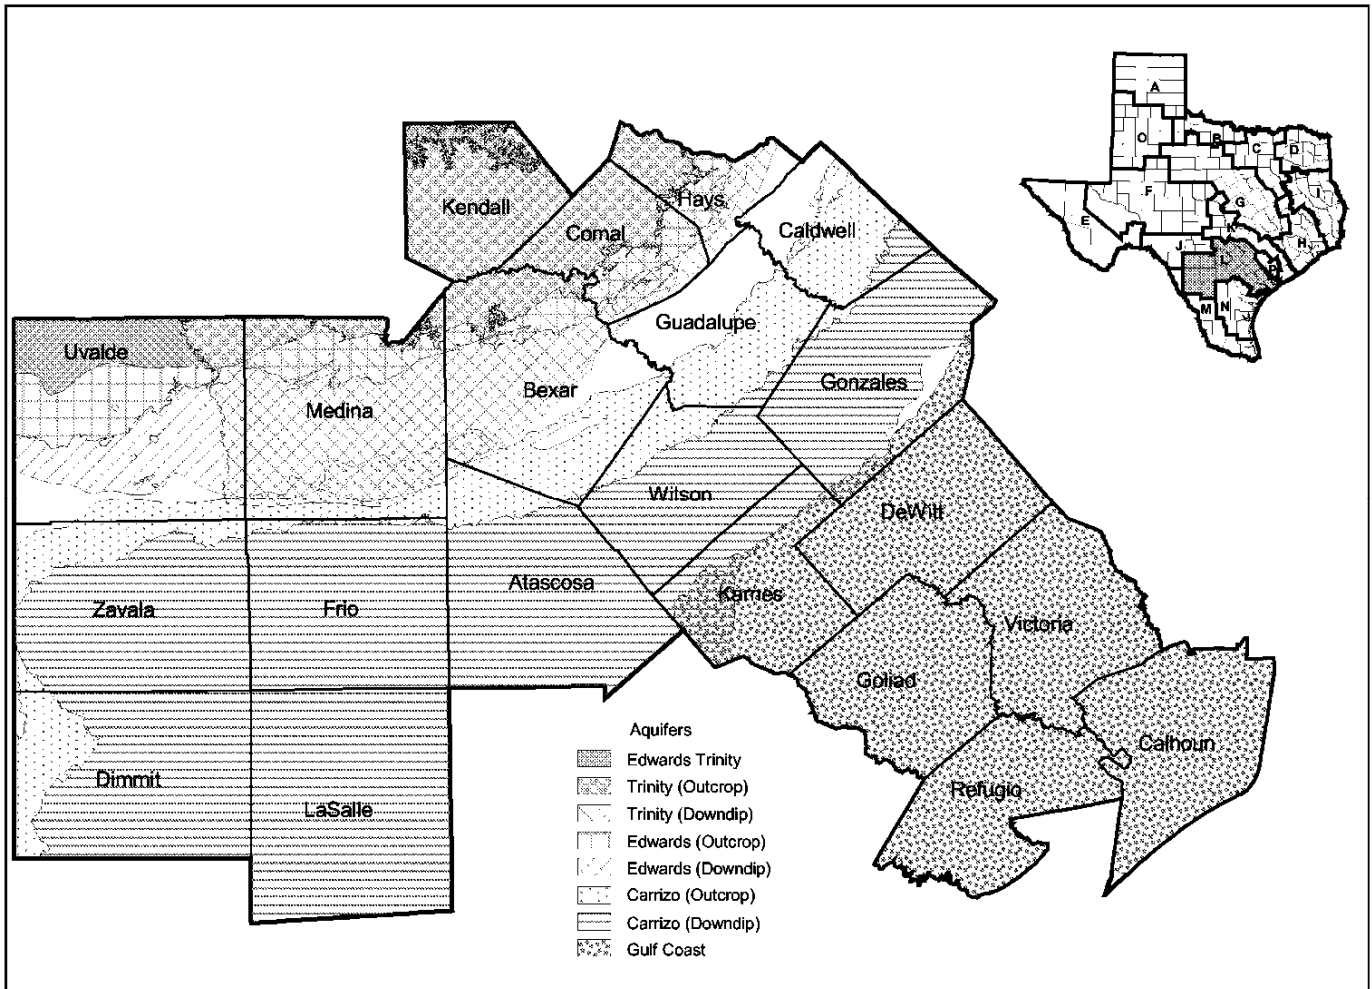 A
O
B
C
D
F
G
I
E
K
H
J
L
P
M
N
Kendall
Hays
Comal
Caldwell
Guadalupe
Uvalde
Gonzales
Bexar
Medina
Wilson
DeWitt
Atascosa
Karnes
Zavala
Frio
Victoria
Goliad
Calhoun
Dimmit
Refugio
LaSalle
Aquifers
Edwards Trinity
Trinity (Outcrop)
Trinity (Downdip)
Edwards (Outcrop)
Edwards (Downdip)
Carrizo (Outcrop)
Carrizo (Downdip)
Gulf Coast